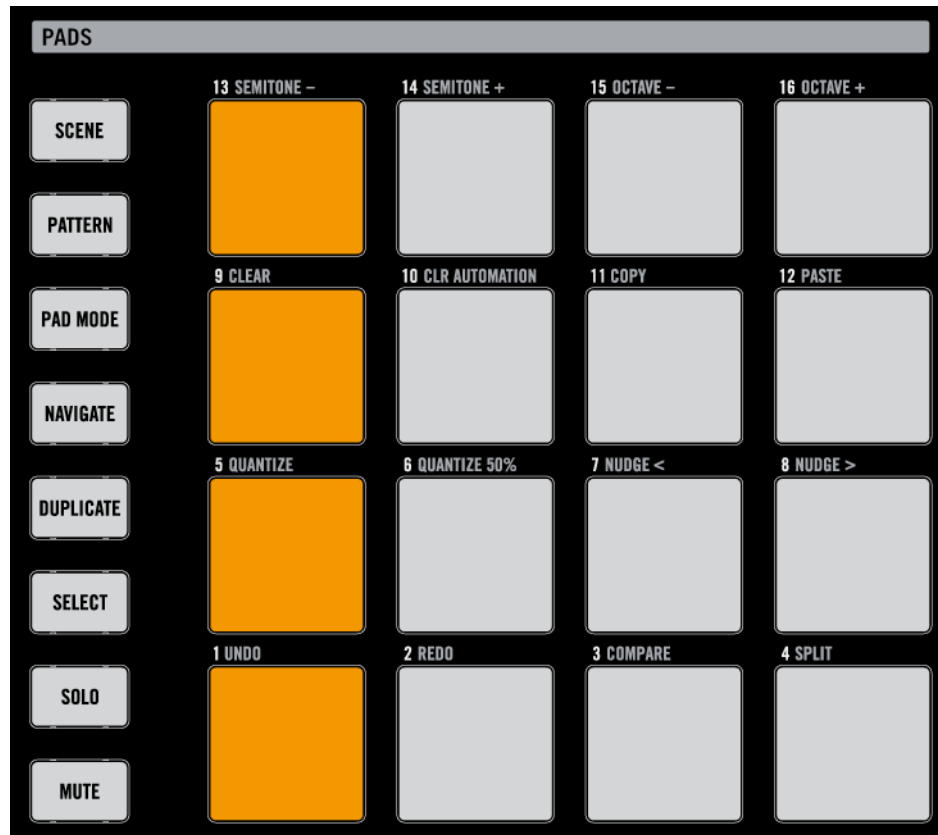 PADS
13 SEMITONE –
14 SEMITONE +
15 OCTAVE –
16 OCTAVE +
SCENE
PATTERN
9 CLEAR
10 CLR AUTOMATION
11 COPY
12 PASTE
PAD MODE
NAVIGATE
5 QUANTIZE
6 QUANTIZE 50%
7 NUDGE <
8 NUDGE >
DUPLICATE
SELECT
1 UNDO
2 REDO
3 COMPARE
4 SPLIT
SOLO
MUTE